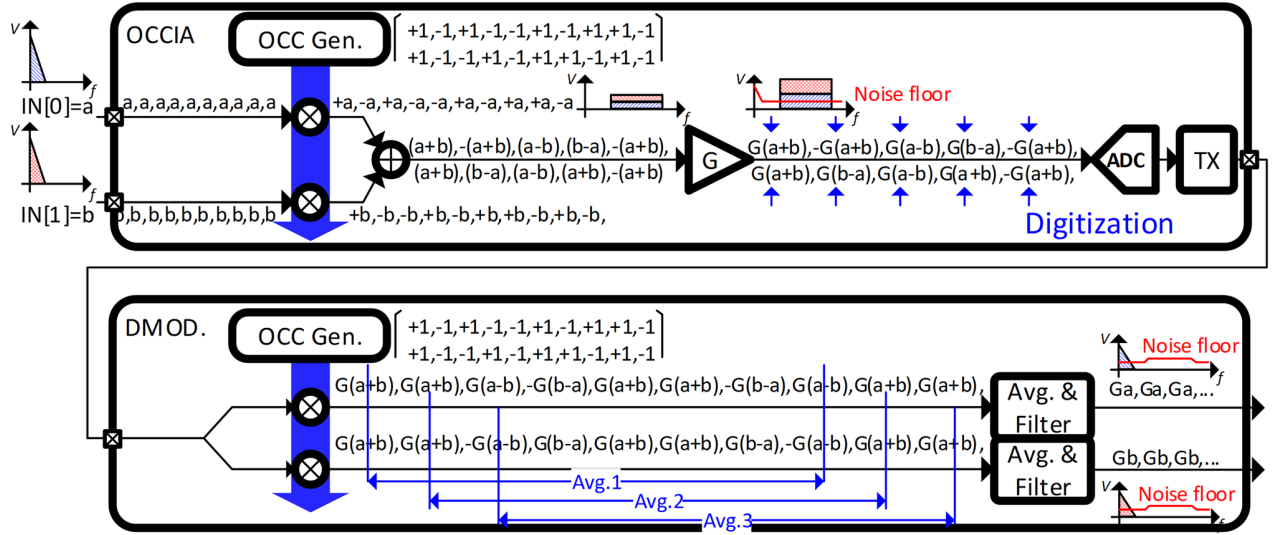 OCCIA
OCC Gen.
+1,-1,+1,-1,-1,+1,-1,+1,+1,-1
+1,-1,-1,+1,-1,+1,+1,-1,+1,-1
V
f
IN[0]=a
a,a,a,a,a,a,a,a,a,a
+a,-a,+a,-a,-a,+a,-a,+a,+a,-a
V
f
V
Noise floor
f
V
f
IN[1]=b
b,b,b,b,b,b,b,b,b,b
+b,-b,-b,+b,-b,+b,+b,-b,+b,-b,
(a+b),-(a+b),(a-b),(b-a),-(a+b),
(a+b),(b-a),(a-b),(a+b),-(a+b)
G
G(a+b),-G(a+b),G(a-b),G(b-a),-G(a+b),
G(a+b),G(b-a),G(a-b),G(a+b),-G(a+b),
ADC
TX
Digitization
DMOD.
OCC Gen.
+1,-1,+1,-1,-1,+1,-1,+1,+1,-1
+1,-1,-1,+1,-1,+1,+1,-1,+1,-1
G(a+b),G(a+b),G(a-b),-G(b-a),G(a+b),G(a+b),-G(b-a),G(a-b),G(a+b),G(a+b),
Avg. &
Filter
V
Noise floor
f
Ga,Ga,Ga,...
G(a+b),G(a+b),-G(a-b),G(b-a),G(a+b),G(a+b),G(b-a),-G(a-b),G(a+b),G(a+b),
Avg. &
Filter
Gb,Gb,Gb,...
V
Noise floor
f
Avg.1
Avg.2
Avg.3